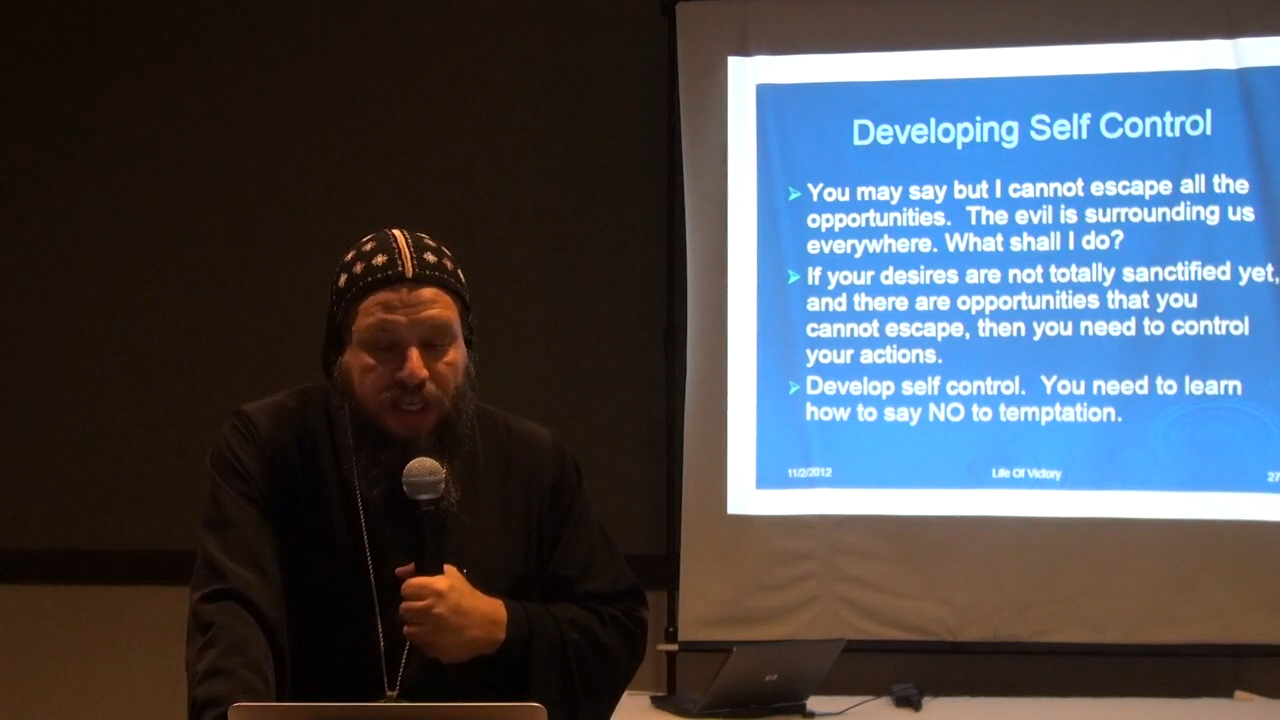 Developing Self Control
➢ You may say but I cannot escape all the
opportunities.  The evil is surrounding us
everywhere. What shall I do?
➢ If your desires are not totally sanctified yet,
and there are opportunities that you
cannot escape, then you need to control
your actions.
➢ Develop self control.  You need to learn
how to say NO to temptation.
11/2/2012 Life Of Victory 27
hp